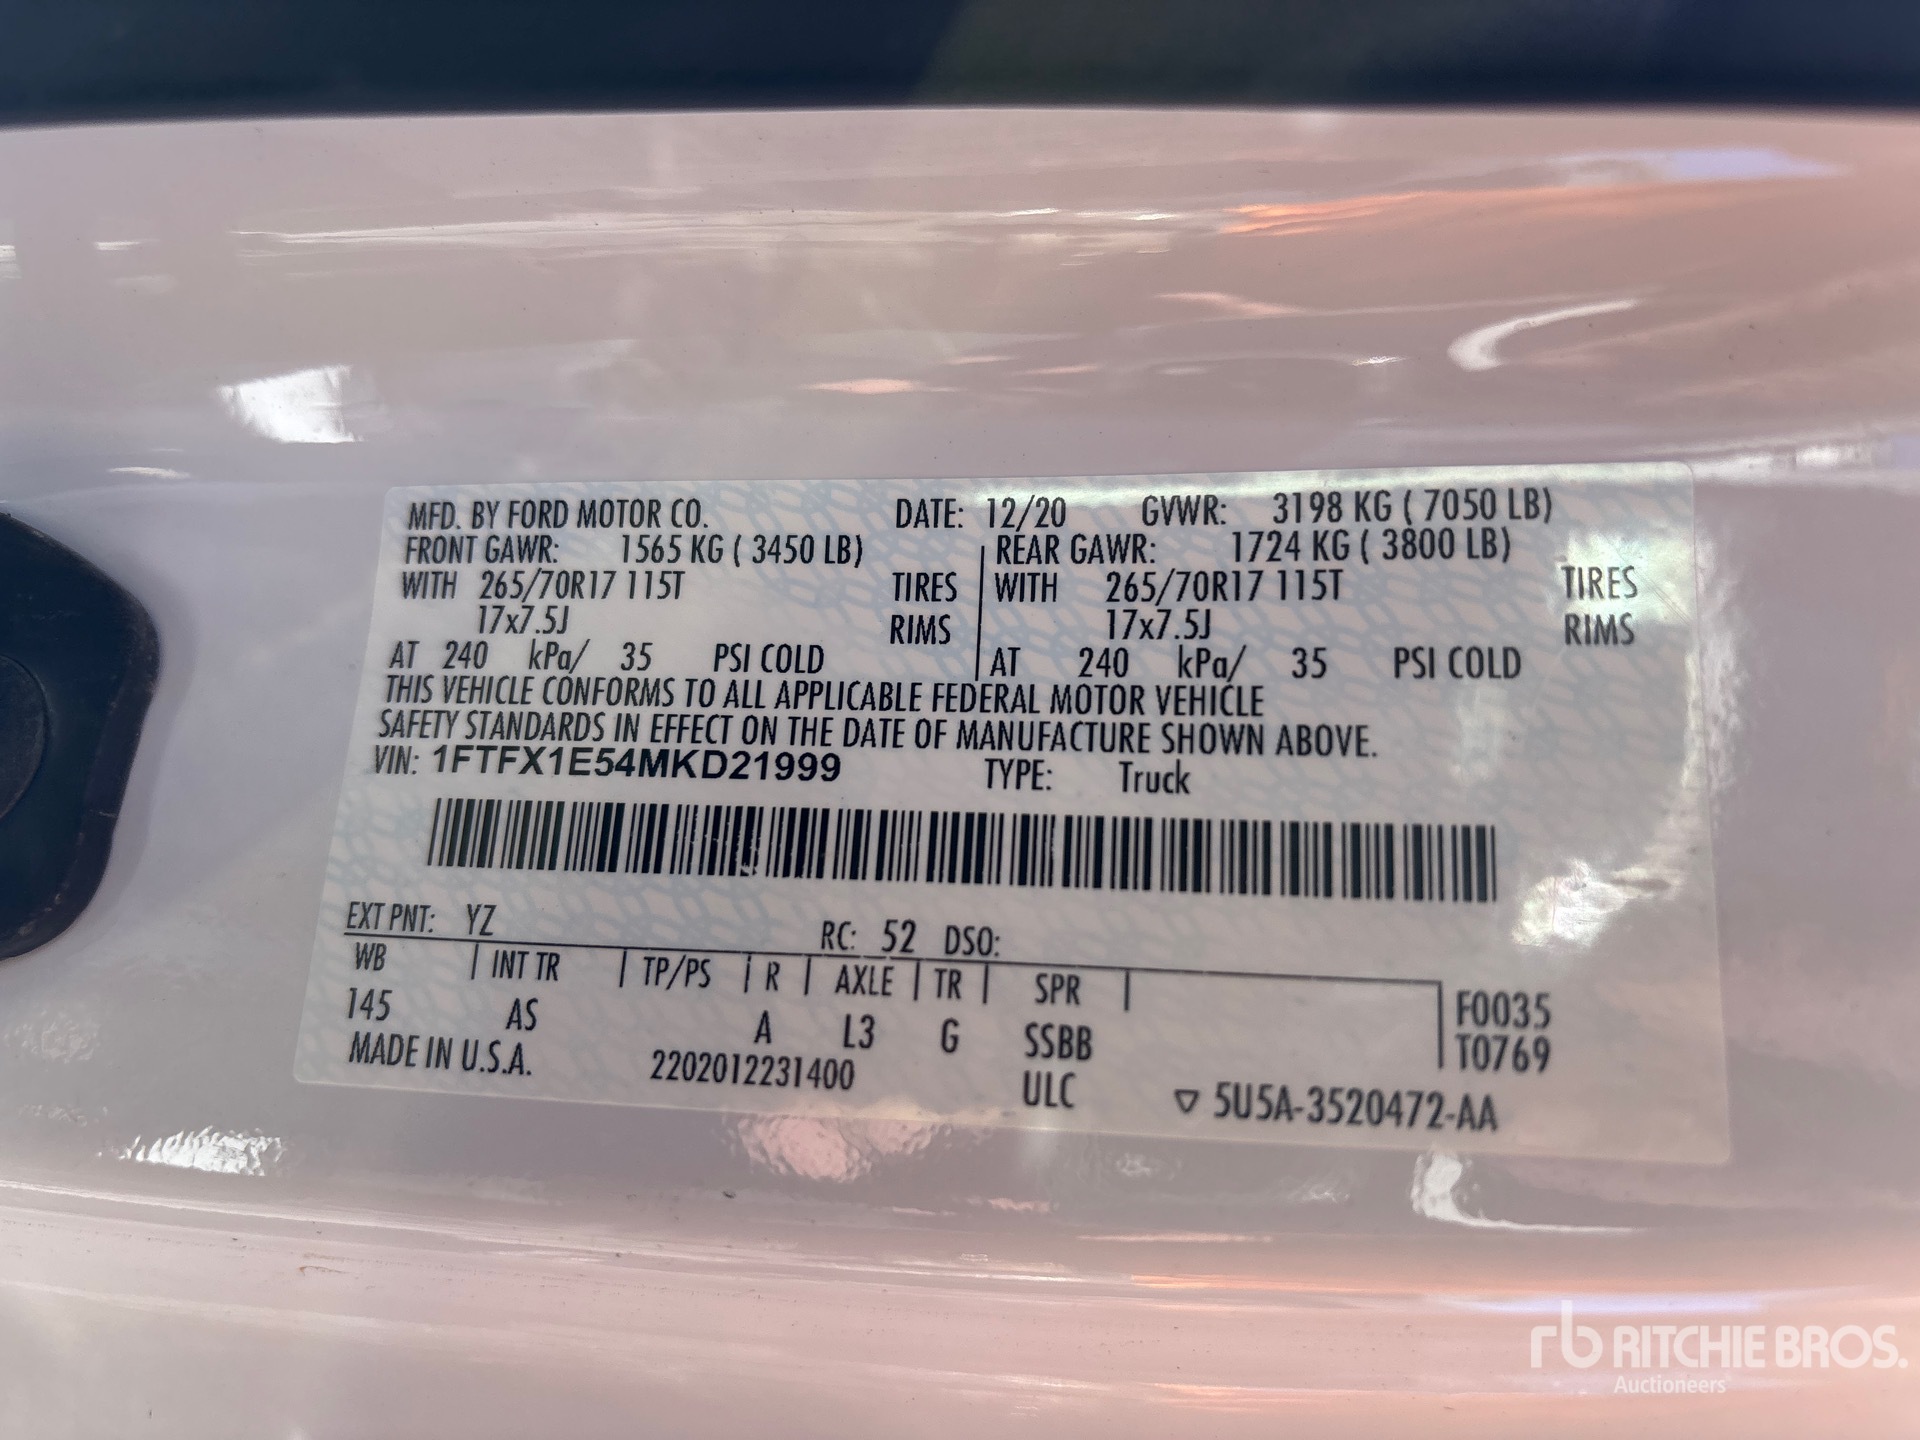 MFD. BY FORD MOTOR CO. DATE: 12/20 GVWR: 3198 KG ( 7050 LB)
FRONT GAWR: 1565 KG ( 3450 LB) REAR GAWR: 1724 KG ( 3800 LB)
WITH 265/70R17 115T TIRES WITH 265/70R17 115T TIRES
17x7.5J RIMS 17x7.5J RIMS
AT 240 kPa/ 35 PSI COLD AT 240 kPa/ 35 PSI COLD
THIS VEHICLE CONFORMS TO ALL APPLICABLE FEDERAL MOTOR VEHICLE
SAFETY STANDARDS IN EFFECT ON THE DATE OF MANUFACTURE SHOWN ABOVE.
VIN: 1FTFX1E54MKD21999 TYPE: Truck
EXT PNT: YZ RC: 52 DSO:
WB INT TR TP/PS R AXLE TR SPR
145 AS A L3 G SSBB F0035
T0769
MADE IN U.S.A. 2202012231400 ULC ▽ 5U5A-3520472-AA
rb RITCHIE BROS.
Auctioneers